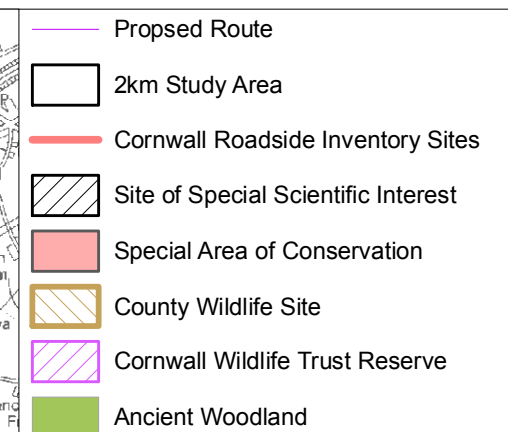 Propsed Route
2km Study Area
Cornwall Roadside Inventory Sites
Site of Special Scientific Interest
Special Area of Conservation
County Wildlife Site
Cornwall Wildlife Trust Reserve
Ancient Woodland